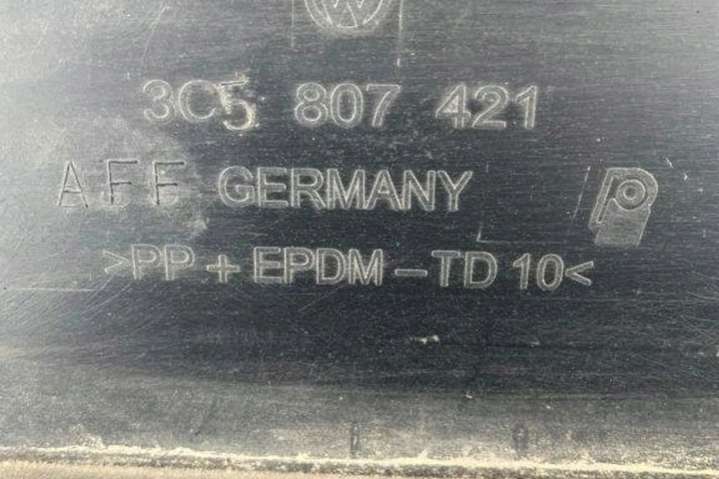 3C5 807 421
AFF GERMANY
>PP + EPDM - TD 10<